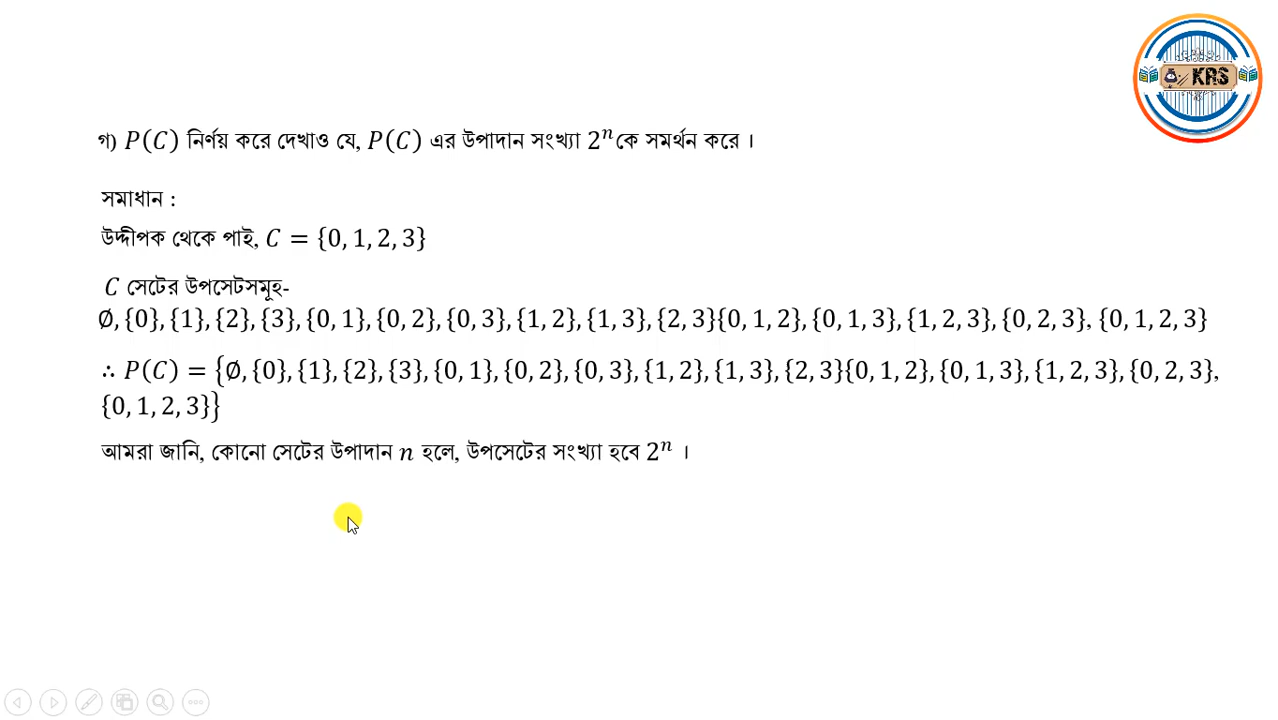 KRS
গ) P(C) নির্ণয় করে দেখাও যে, P(C) এর উপাদান সংখ্যা 2ⁿকে সমর্থন করে ।
সমাধান :
উদ্দীপক থেকে পাই, C = {0, 1, 2, 3}
C সেটের উপসেটসমূহ-
∅, {0}, {1}, {2}, {3}, {0, 1}, {0, 2}, {0, 3}, {1, 2}, {1, 3}, {2, 3}{0, 1, 2}, {0, 1, 3}, {1, 2, 3}, {0, 2, 3}, {0, 1, 2, 3}
∴ P(C) = {∅, {0}, {1}, {2}, {3}, {0, 1}, {0, 2}, {0, 3}, {1, 2}, {1, 3}, {2, 3}{0, 1, 2}, {0, 1, 3}, {1, 2, 3}, {0, 2, 3},
{0, 1, 2, 3}}
আমরা জানি, কোনো সেটের উপাদান n হলে, উপসেটের সংখ্যা হবে 2ⁿ ।